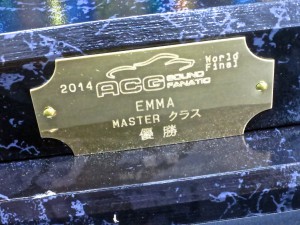 2014 ACG SOUND FANATIC World Final
EMMA
MASTER クラス
優勝